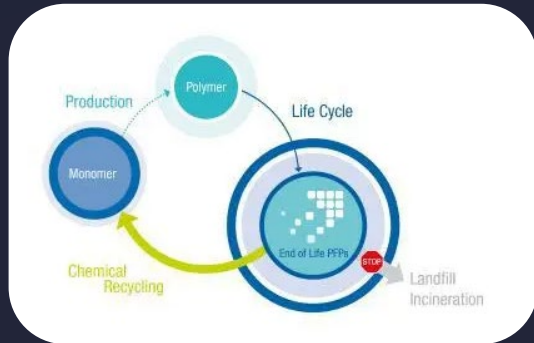 Polymer
Production
Life Cycle
Monomer
End of Life PFPs
STOP
Chemical
Recycling
Landfill
Incineration